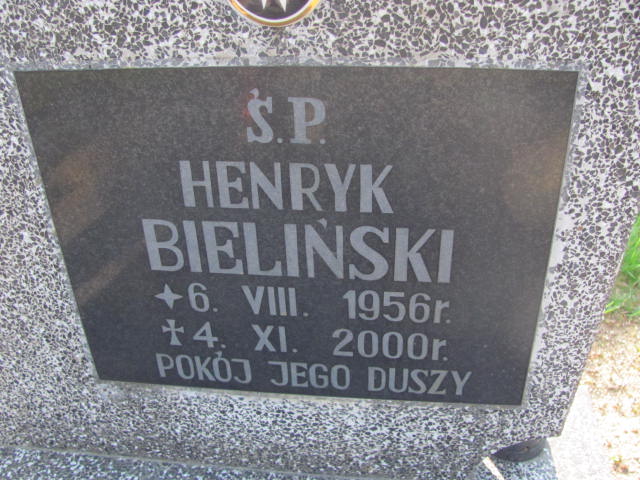 Ś.P.
HENRYK
BIELIŃSKI
6. VIII. 1956r.
4. XI. 2000r.
POKÓJ JEGO DUSZY